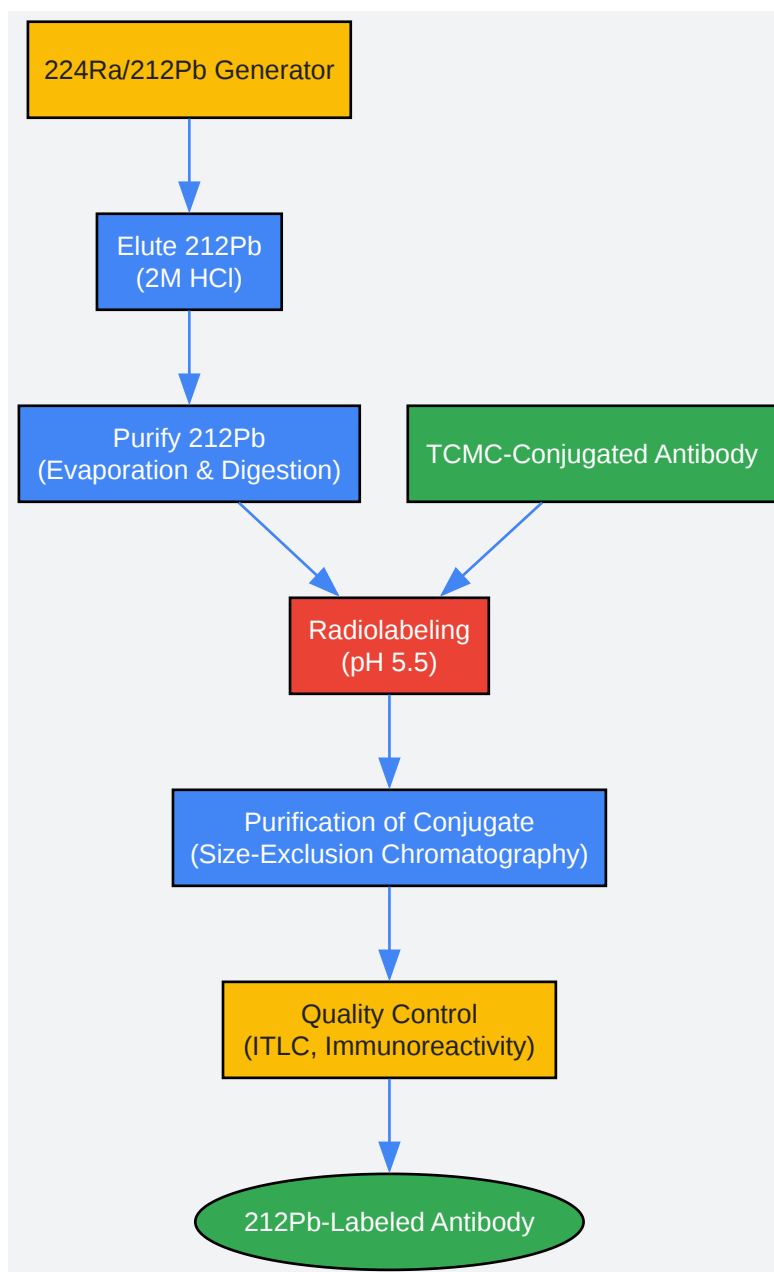 224Ra/212Pb Generator
Elute 212Pb
(2M HCl)
Purify 212Pb
(Evaporation & Digestion)
TCMC-Conjugated Antibody
Radiolabeling
(pH 5.5)
Purification of Conjugate
(Size-Exclusion Chromatography)
Quality Control
(ITLC, Immunoreactivity)
212Pb-Labeled Antibody